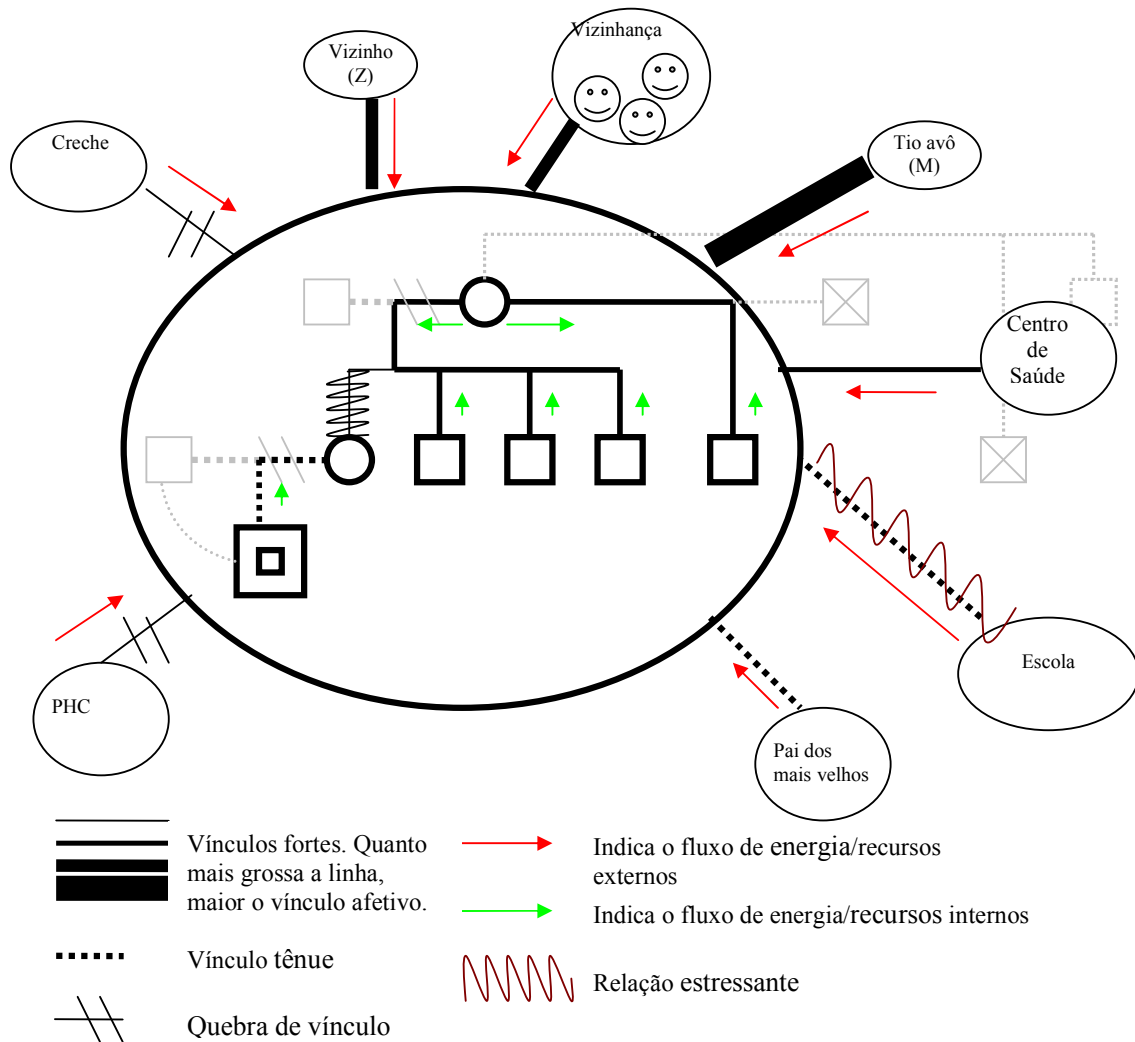 Vizinho
(Z)
Vizinhança
Creche
Tio avô
(M)
Centro
de
Saúde
Escola
PHC
Pai dos
mais velhos
Vínculos fortes. Quanto
mais grossa a linha,
maior o vínculo afetivo.
Vínculo tênue
Quebra de vínculo
Indica o fluxo de energia/recursos
externos
Indica o fluxo de energia/recursos internos
Relação estressante